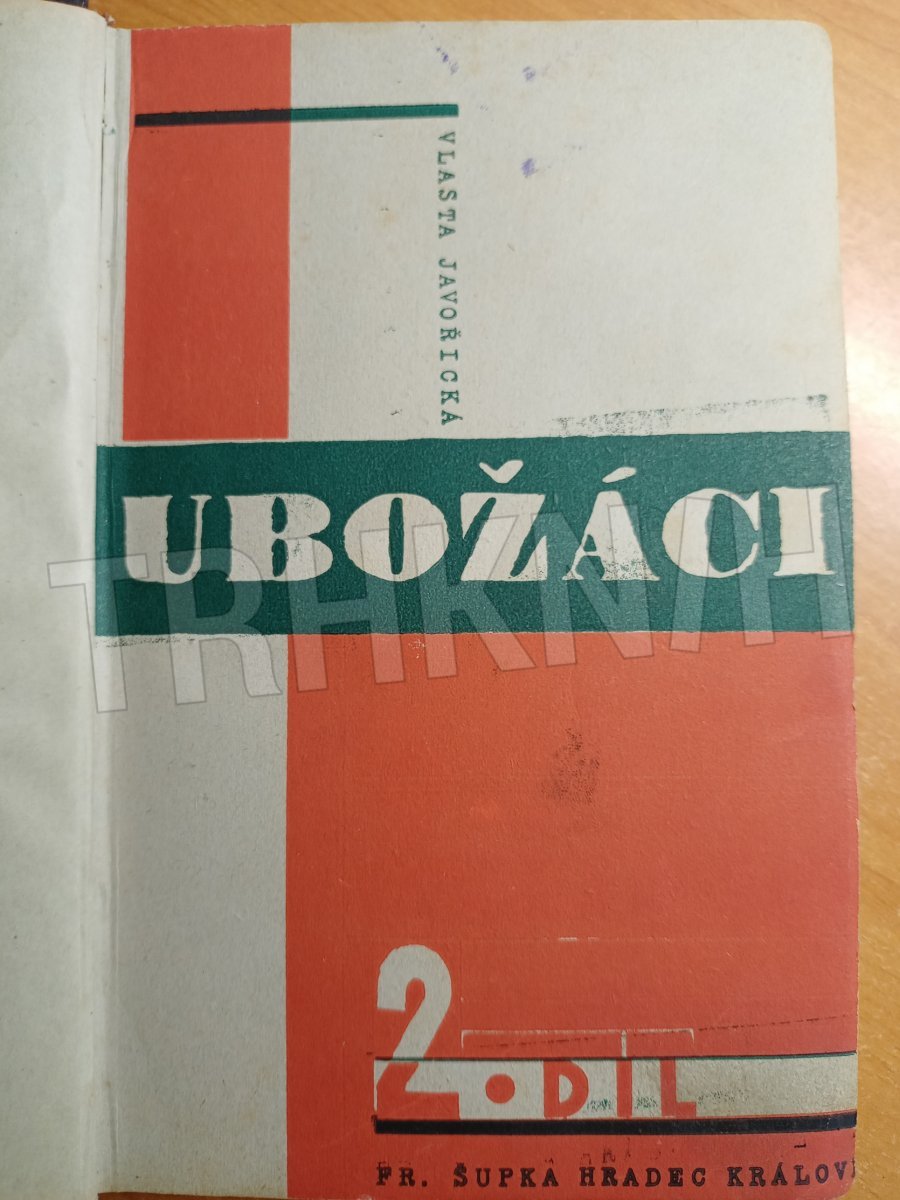 VLASTA JAVOŘICKÁ
UBOŽÁCI
TRHKNIH
2. DÍL
FR. ŠUPKA HRADEC KRÁLOV